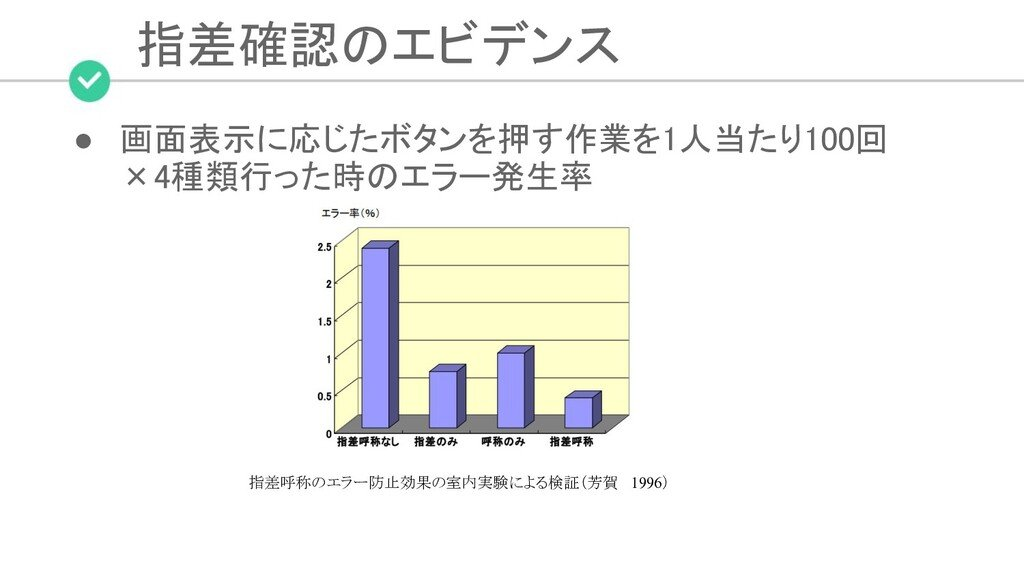 指差確認のエビデンス
● 画面表示に応じたボタンを押す作業を1人当たり100回
×4種類行った時のエラー発生率
エラー率(%)
2.5
2
1.5
1
0.5
0
指差呼称なし 指差のみ 呼称のみ 指差呼称
指差呼称のエラー防止効果の室内実験による検証(芳賀 1996)